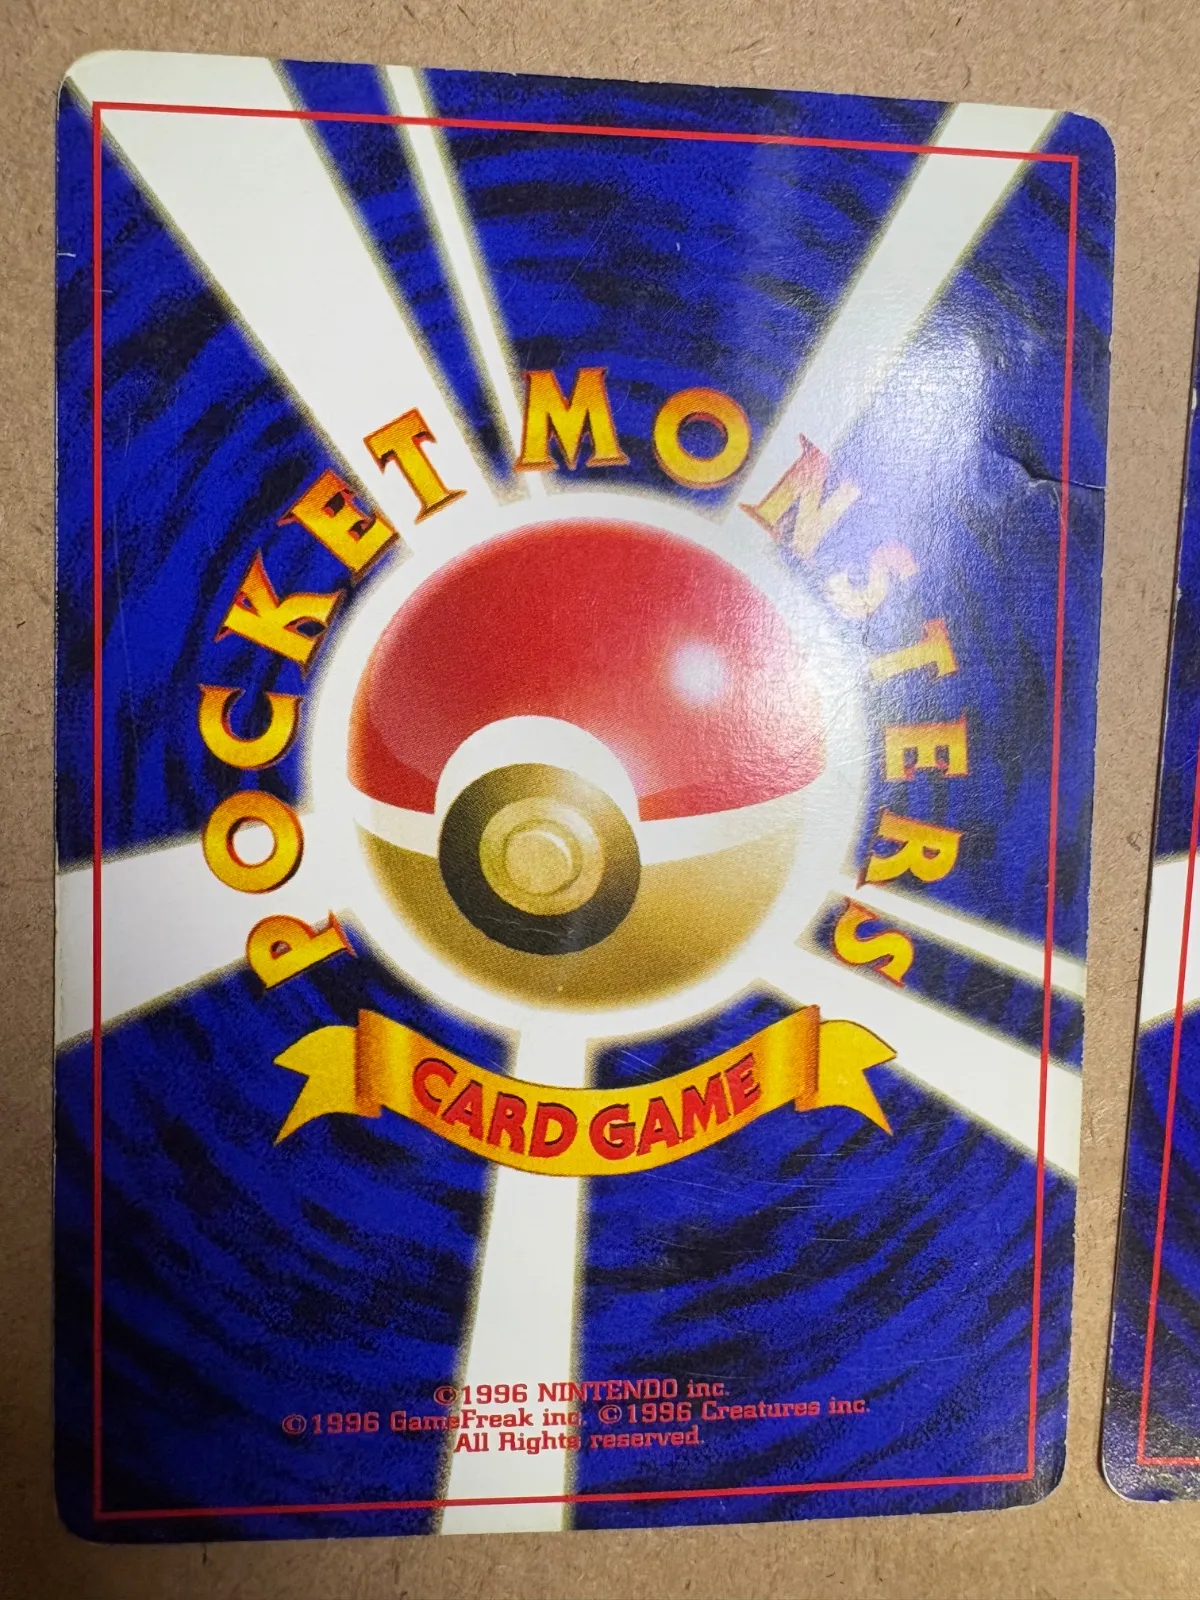 POCKET MONSTERS
CARD GAME
©1996 NINTENDO inc.
©1996 GameFreak inc. ©1996 Creatures inc.
All Rights reserved.